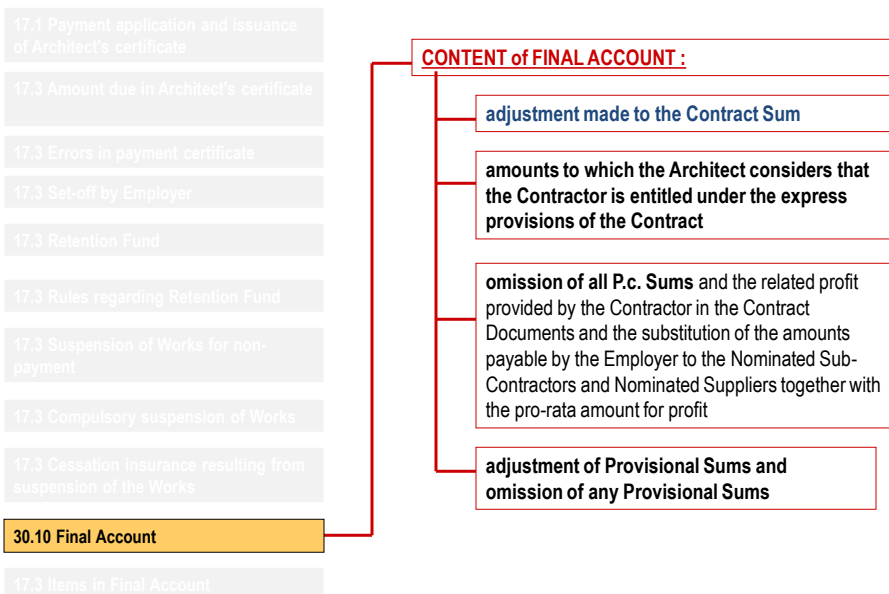 17.1 Payment application and issuance
of Architect's certificate
17.3 Amount due in Architect's certificate
17.3 Errors in payment certificate
17.3 Set-off by Employer
17.3 Retention Fund
17.3 Rules regarding Retention Fund
17.3 Suspension of Works for non-
payment
17.3 Compulsory suspension of Works
17.3 Cessation insurance resulting from
suspension of the Works
30.10 Final Account
17.3 Items in Final Account
CONTENT of FINAL ACCOUNT :
adjustment made to the Contract Sum
amounts to which the Architect considers that
the Contractor is entitled under the express
provisions of the Contract
omission of all P.c. Sums and the related profit
provided by the Contractor in the Contract
Documents and the substitution of the amounts
payable by the Employer to the Nominated Sub-
Contractors and Nominated Suppliers together with
the pro-rata amount for profit
adjustment of Provisional Sums and
omission of any Provisional Sums